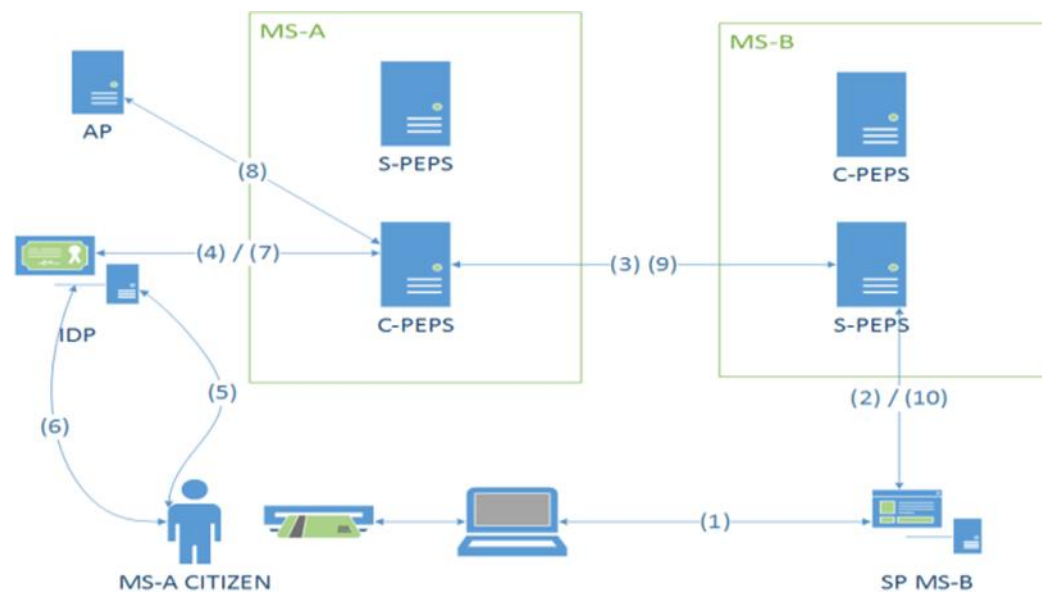 MS-A
MS-B
AP
S-PEPS
C-PEPS
(8)
(4) / (7)
(3) (9)
IDP
C-PEPS
S-PEPS
(5)
(2) / (10)
(6)
(1)
MS-A CITIZEN
SP MS-B